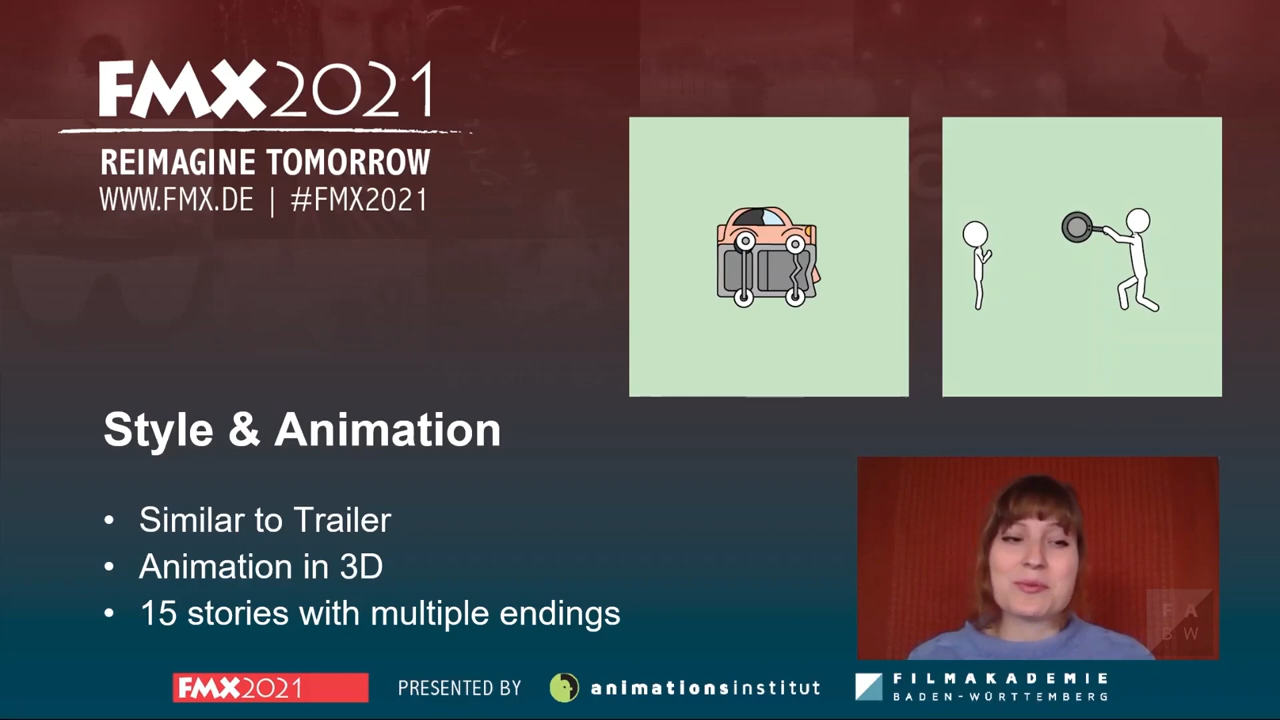 FMX2021
REIMAGINE TOMORROW
WWW.FMX.DE | #FMX2021
Style & Animation
• Similar to Trailer
• Animation in 3D
• 15 stories with multiple endings
F A
B W
FMX2021
PRESENTED BY
animationsinstitut
FILMAKADEMIE
BADEN-WÜRTTEMBERG